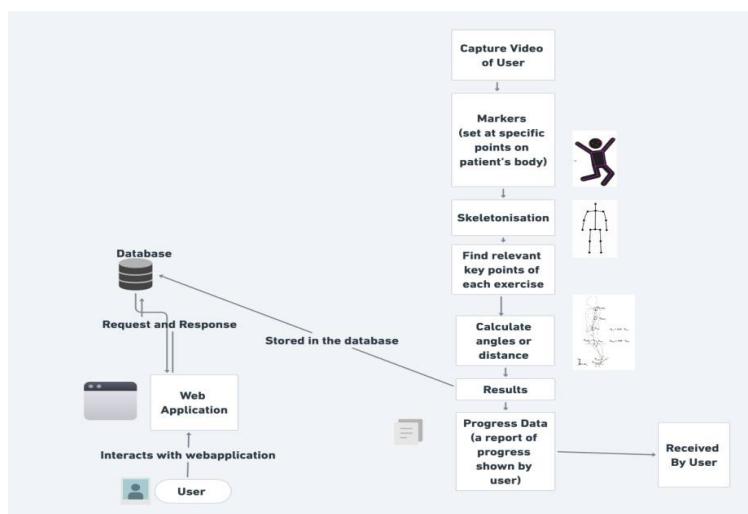 Capture Video
of User
Markers
(set at specific
points on
patient's body)
Skeletonisation
Find relevant
key points of
each exercise
Calculate
angles or
distance
Results
Progress Data
(a report of
progress
shown by
user)
Received
By User
Database
Request and Response
Stored in the database
Web
Application
Interacts with webapplication
User